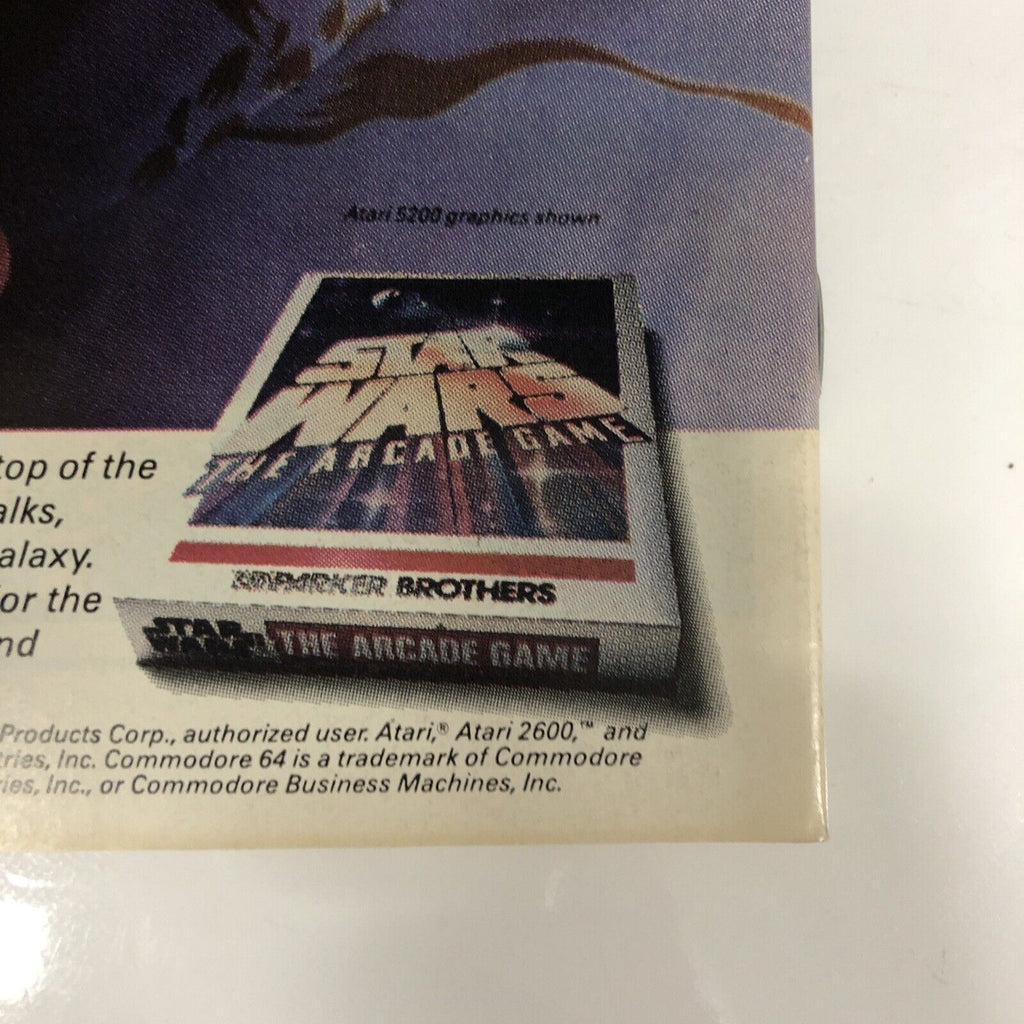 Atari 5200 graphics shown
STAR
WARS
THE ARCADE GAME
PARKER BROTHERS
STAR
WARS
THE ARCADE GAME
top of the
alks,
alaxy.
for the
nd
Products Corp., authorized user. Atari,® Atari 2600,™ and
tries, Inc. Commodore 64 is a trademark of Commodore
ries, Inc., or Commodore Business Machines, Inc.